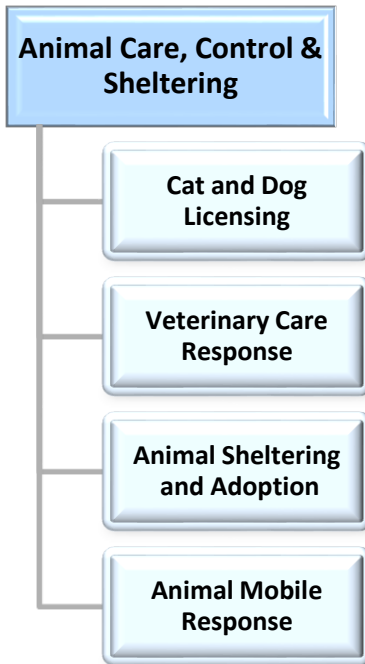 Animal Care, Control &
Sheltering
Cat and Dog
Licensing
Veterinary Care
Response
Animal Sheltering
and Adoption
Animal Mobile
Response